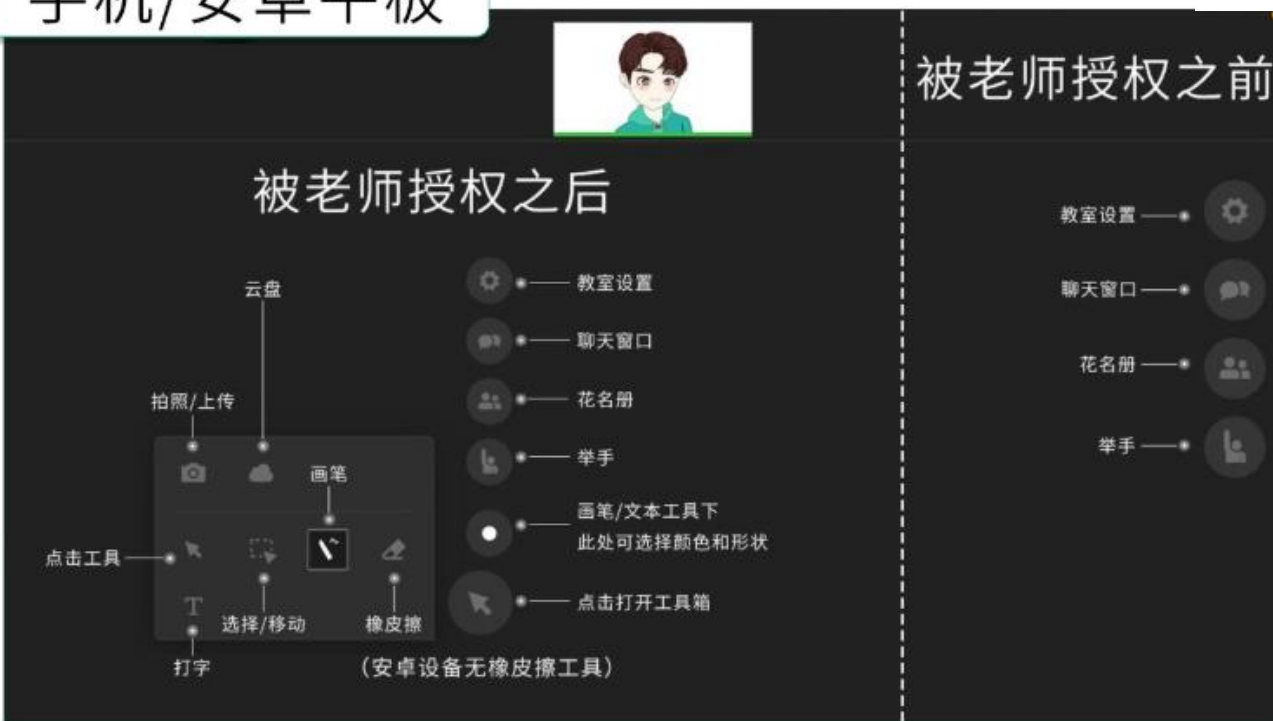 手机/安卓平板
被老师授权之前
被老师授权之后
教室设置
聊天窗口
花名册
举手
云盘
拍照/上传
画笔
点击工具
选择/移动
橡皮擦
T
打字
教室设置
聊天窗口
花名册
举手
画笔/文本工具下
此处可选择颜色和形状
点击打开工具箱
(安卓设备无橡皮擦工具)